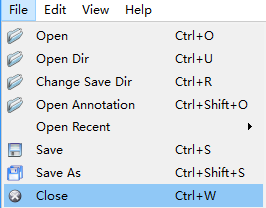 File Edit View Help
Open Ctrl+O
Open Dir Ctrl+U
Change Save Dir Ctrl+R
Open Annotation Ctrl+Shift+O
Open Recent
Save Ctrl+S
Save As Ctrl+Shift+S
Close Ctrl+W